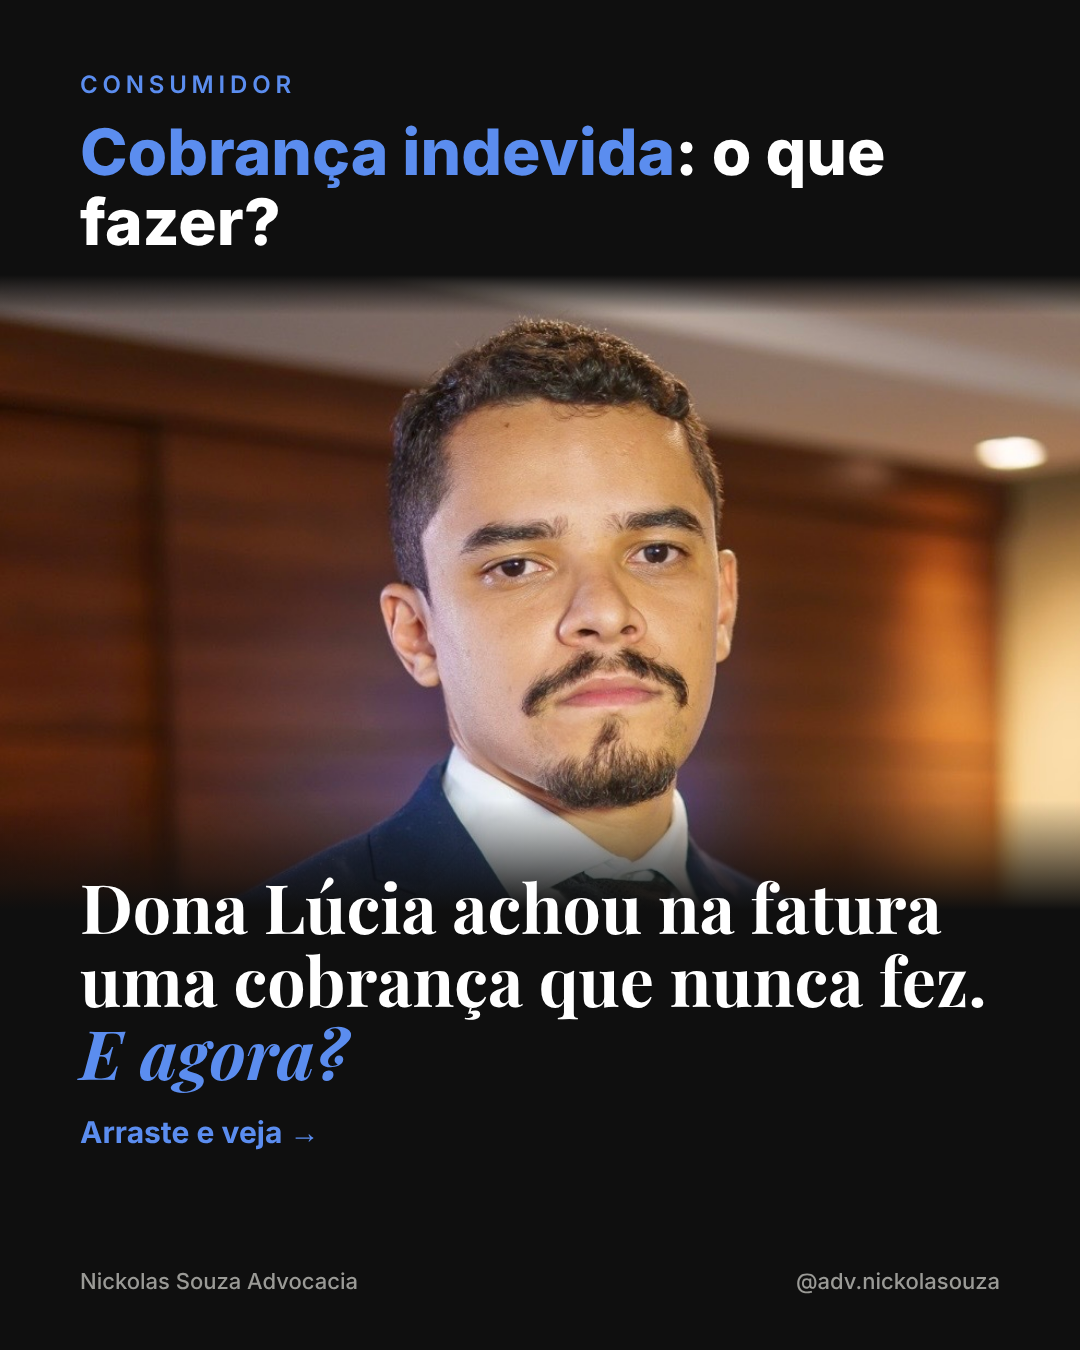 CONSUMIDOR
Cobrança indevida: o que
fazer?
Dona Lúcia achou na fatura
uma cobrança que nunca fez.
E agora?
Arraste e veja →
Nickolas Souza Advocacia
@adv.nickolasouza